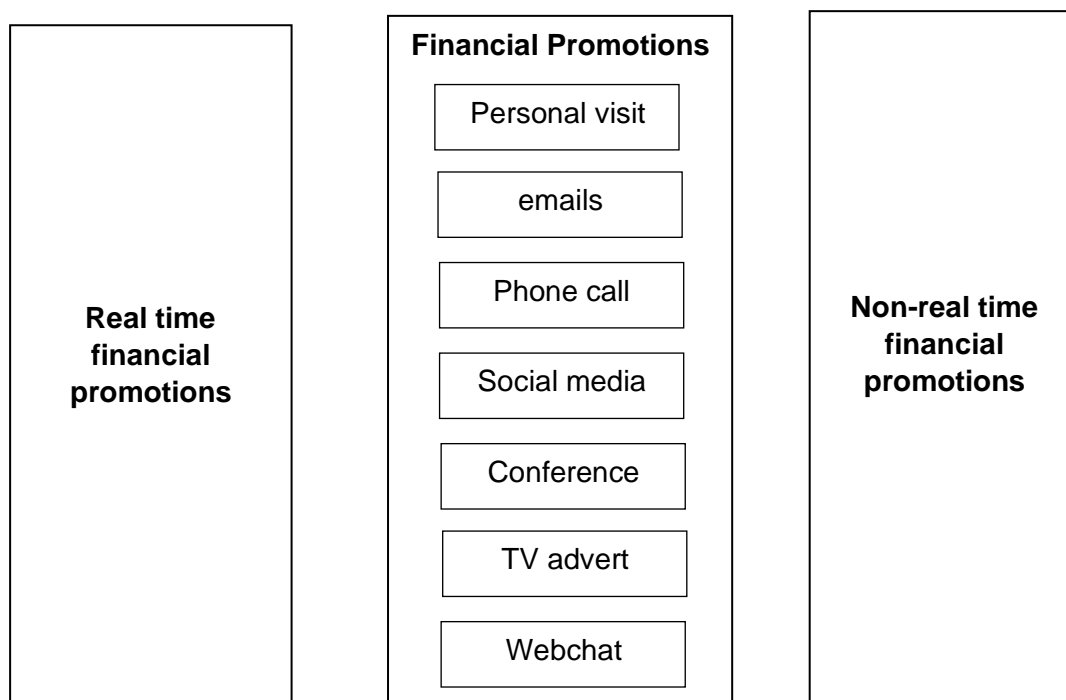 Real time
financial
promotions
Financial Promotions
Personal visit
emails
Phone call
Social media
Conference
TV advert
Webchat
Non-real time
financial
promotions